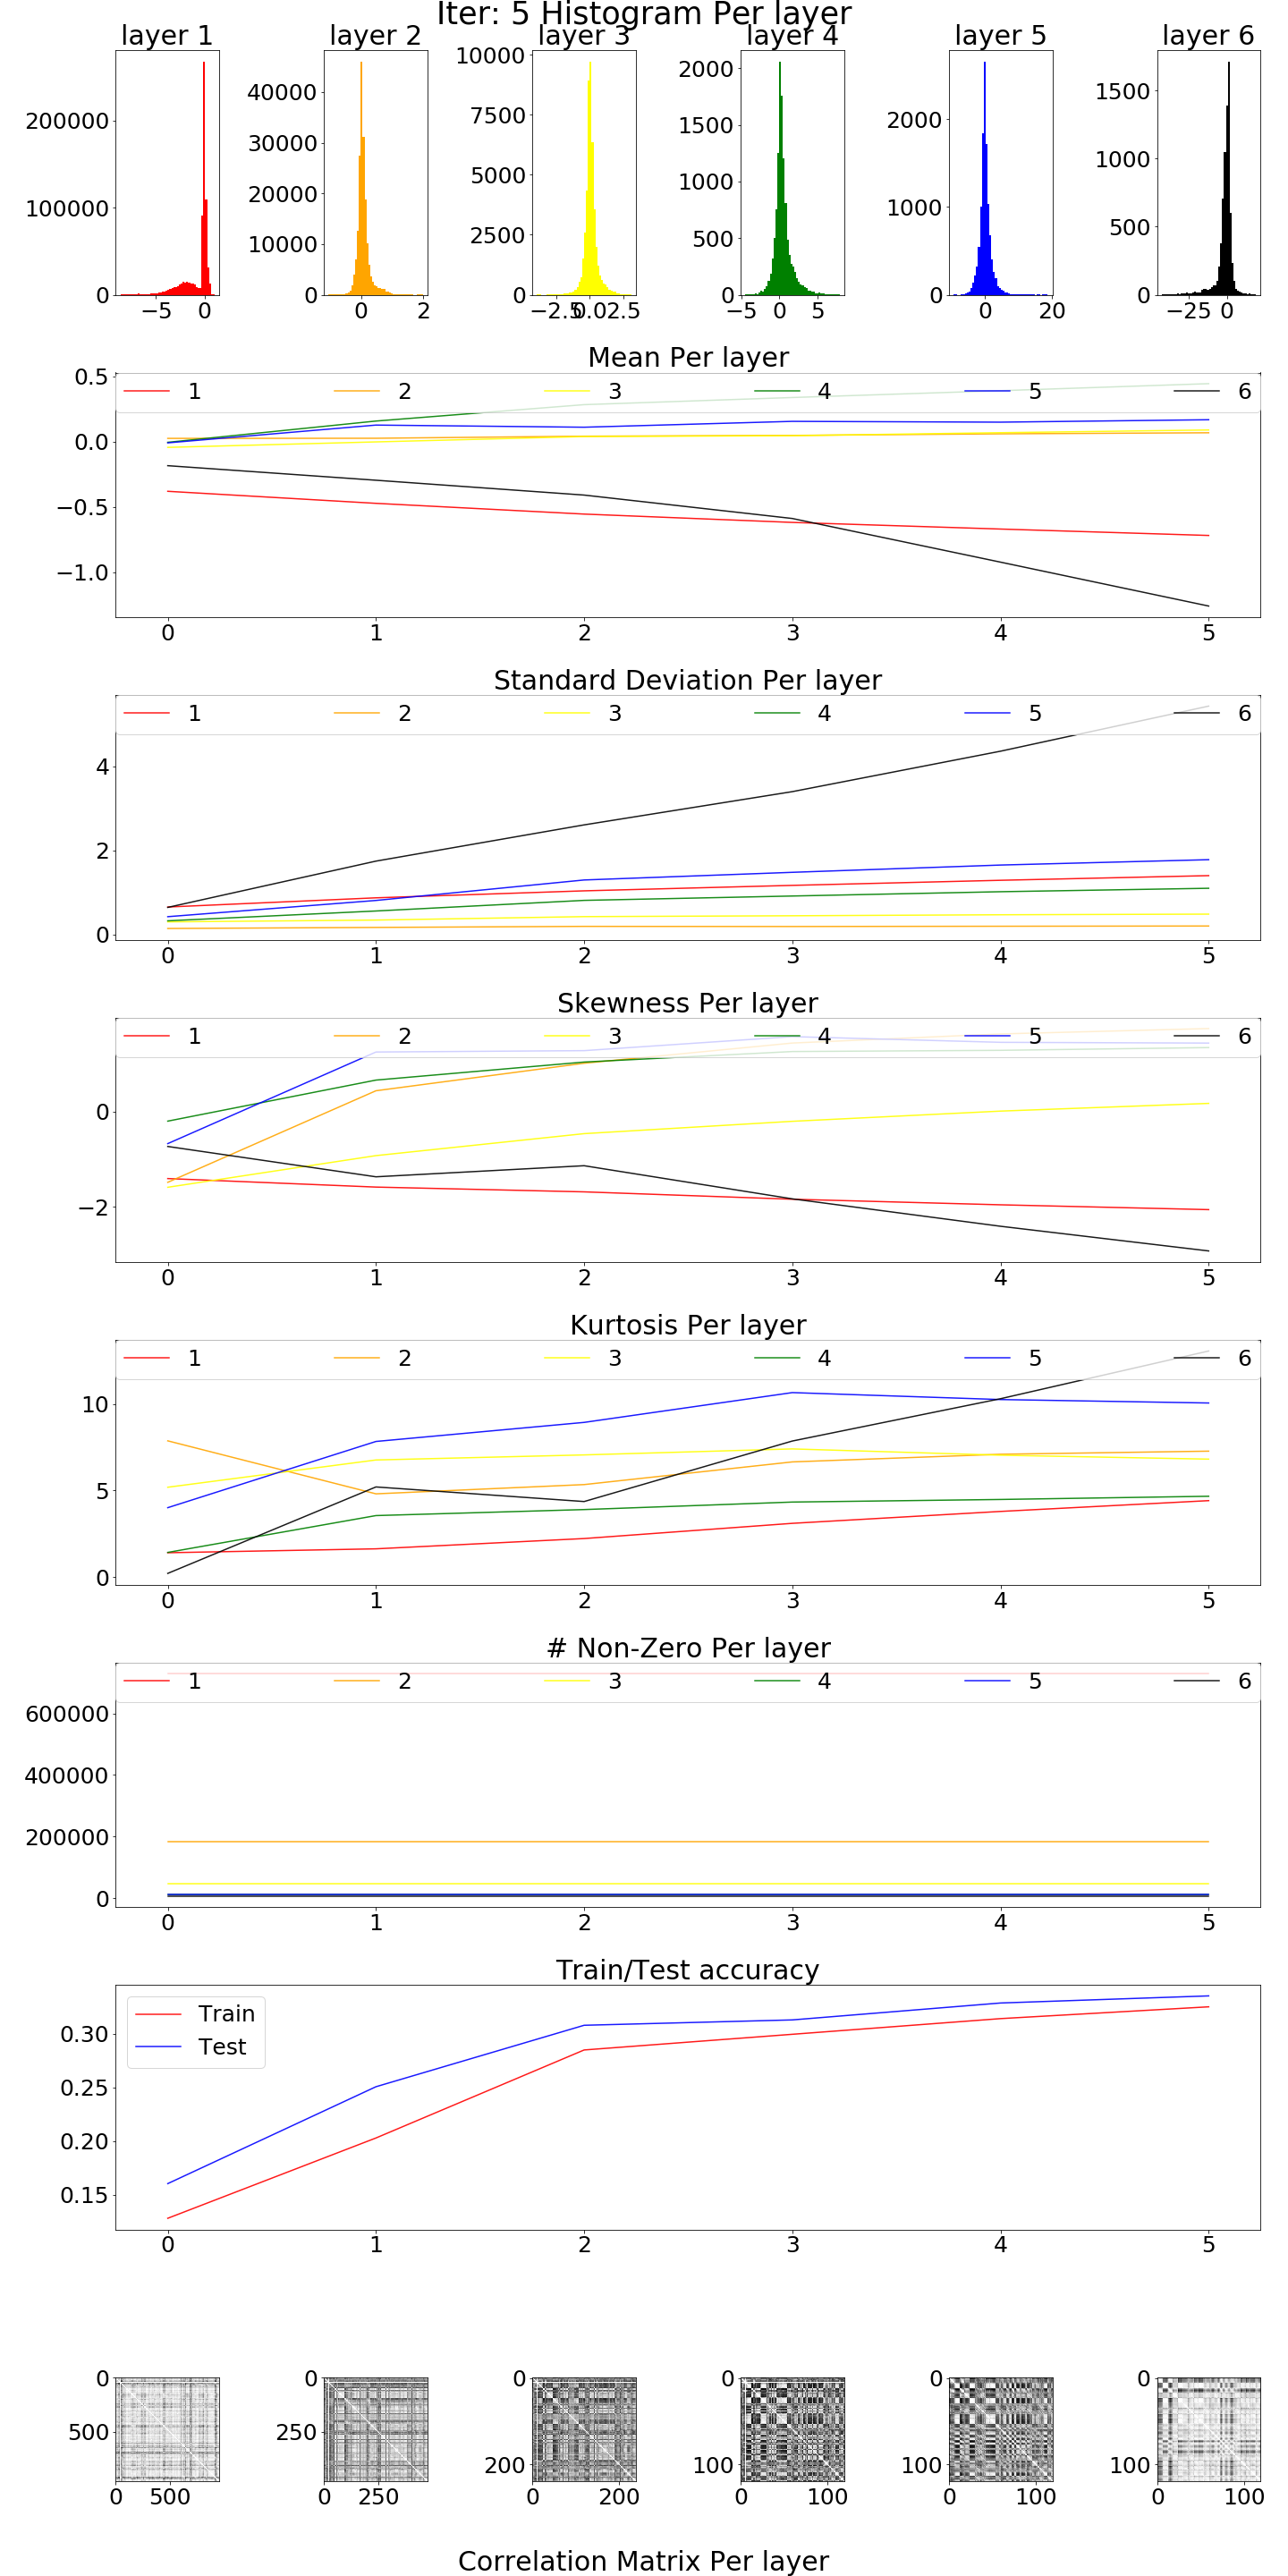 Iter: 5 Histogram Per layer
layer 1 layer 2 layer 3 layer 4 layer 5 layer 6
200000
100000
0
−5 0
40000
30000
20000
10000
0
0 2
10000
7500
5000
2500
0
−2.5 0.0 2.5
2000
1500
1000
500
0
−5 0 5
2000
1000
0
0 20
1500
1000
500
0
−25 0
Mean Per layer
1 2 3 4 5 6
0.5
0.0
−0.5
−1.0
0 1 2 3 4 5
Standard Deviation Per layer
1 2 3 4 5 6
4
2
0
0 1 2 3 4 5
Skewness Per layer
1 2 3 4 5 6
0
−2
0 1 2 3 4 5
Kurtosis Per layer
1 2 3 4 5 6
10
5
0
0 1 2 3 4 5
# Non-Zero Per layer
1 2 3 4 5 6
600000
400000
200000
0
0 1 2 3 4 5
Train/Test accuracy
Train
Test
0.30
0.25
0.20
0.15
0 1 2 3 4 5
0
500
0 500
0
250
0 250
0
200
0 200
0
100
0 100
0
100
0 100
0
100
0 100
Correlation Matrix Per layer